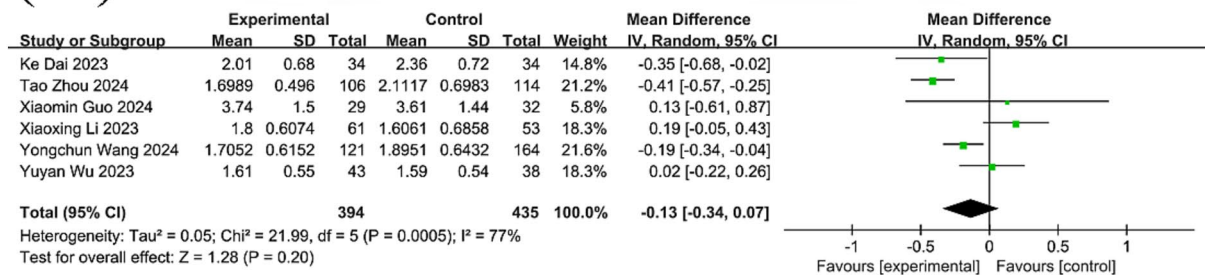 Experimental Control Mean Difference Mean Difference
Study or Subgroup Mean SD Total Mean SD Total Weight IV, Random, 95% CI IV, Random, 95% CI
Ke Dai 2023 2.01 0.68 34 2.36 0.72 34 14.8% -0.35 [-0.68, -0.02]
Tao Zhou 2024 1.6989 0.496 106 2.1117 0.6983 114 21.2% -0.41 [-0.57, -0.25]
Xiaomin Guo 2024 3.74 1.5 29 3.61 1.44 32 6.0% 0.13 [-0.61, 0.87]
Xiaoxing Li 2023 1.8 0.6074 61 1.6061 0.6858 53 18.3% 0.19 [-0.05, 0.43]
Yongchun Wang 2024 1.7052 0.6152 121 1.8951 0.6432 164 21.6% -0.19 [-0.34, -0.04]
Yuyan Wu 2023 1.61 0.55 43 1.59 0.54 38 18.3% 0.02 [-0.22, 0.26]
Total (95% CI) 394 435 100.0% -0.13 [-0.34, 0.07]
Heterogeneity: Tau² = 0.05; Chi² = 21.99, df = 5 (P = 0.0005); I² = 77%
Test for overall effect: Z = 1.28 (P = 0.20)
-1 -0.5 0 0.5 1
Favours [experimental] Favours [control]